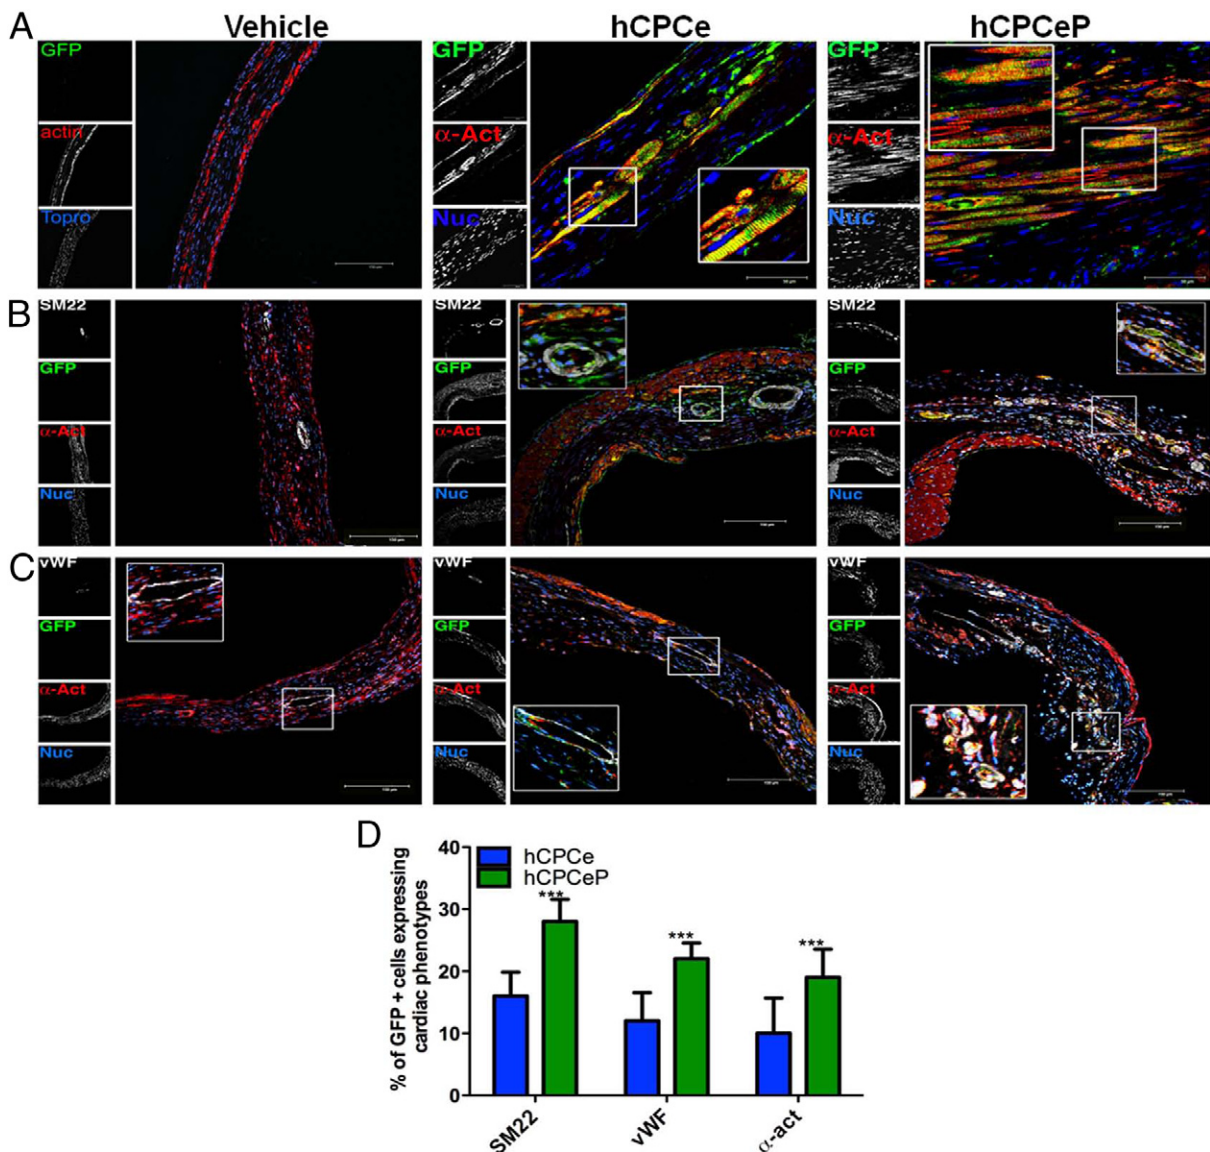 A
Vehicle
hCPCe
hCPCeP
GFP
actin
Topro
GFP
α-Act
Nuc
GFP
α-Act
Nuc
B
SM22
GFP
α-Act
Nuc
SM22
GFP
α-Act
Nuc
SM22
GFP
α-Act
Nuc
C
vWF
GFP
α-Act
Nuc
vWF
GFP
α-Act
Nuc
vWF
GFP
α-Act
Nuc
D
hCPCe
hCPCeP
% of GFP + cells expressing
cardiac phenotypes
40
30
20
10
0
***
***
***
SM22
vWF
α-act